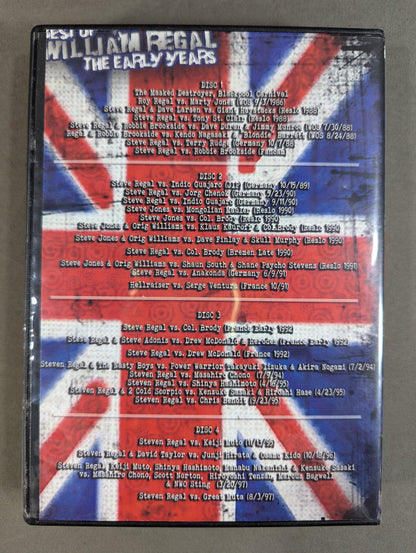 BEST OF
WILLIAM REGAL
THE EARLY YEARS
DISC 1
The Masked Destroyer, Blackpool Carnival
Roy Regal vs. Marty Jones (WOS 9/3/1986)
Steve Regal & Dave Larsen vs. Giant Haystacks (Reslo 1988)
Steve Regal vs. Tony St. Clair (Reslo 1988)
Steve Regal & Robbie Brookside vs Dave Duran & Jimmy Munroe (WOS 7/30/88)
Regal & Robbie Brookside vs Kendo Nagasaki & "Blondie" Barrett (WOS 8/24/88)
Steve Regal vs. Terry Rudge (Germany 10/7/88
Steve Regal vs. Robbie Brookside (Fancam)
DISC 2
Steve Regal vs. Indio Guajaro (Germany 10/15/89)
Steve Regal vs. Jorg Chenok (Germany 9/23/90)
Steve Regal vs. Indio Guajaro (Germany 9/11/90)
Steve Jones vs. Mongolian Mauler (Reslo 1990)
Steve Jones vs. Col Brody (Reslo 1990)
Steve Jones & Orig Williams vs. Klaus Kauroff & Col.Brody (Reslo 1990)
Steve Jones & Orig Williams vs. Dave Finlay & Skull Murphy (Reslo 1990)
Steve Regal vs. Col. Brody (Bremen Late 1990)
Steve Jones & Orig Williams vs. Shaun South & Shane Psycho Stevens (Reslo 1991)
Steve Regal vs. Anakonda (Germany 6/9/91)
Hellraiser vs. Serge Ventura (France 10/91)
DISC 3
Steve Regal vs. Col. Brody (France Early 1992)
Steve Regal & Steve Adonis vs. Drew McDonald & Hercules (France Early 1992)
Steve Regal vs. Drew McDonald (France 1992)
Steven Regal & The Nasty Boys vs. Power Warrior, Takayuki Iizuka & Akira Nogami (7/2/94)
Steven Regal vs. Masahiro Chono (7/7/94)
Steven Regal vs. Shinya Hashimoto (4/16/95)
Steven Regal & 2 Cold Scorpio vs. Kensuke Sasaki & Hiroshi Hase (4/23/95)
Steven Regal vs. Chris Benoit (9/23/95)
DISC 4
Steven Regal vs. Keiji Muto (11/13/95)
Steven Regal & David Taylor vs. Junji Hirata & Osamu Kido (10/18/96)
Steven Regal, Keiji Muto, Shinya Hashimoto, Manabu Nakanishi & Kensuke Sasaki
vs. Masahiro Chono, Scott Norton, Hiroyoshi Tenzan, Marcus Bagwell
& NWO Sting (3/20/97)
Steven Regal vs. Great Muta (8/3/97)